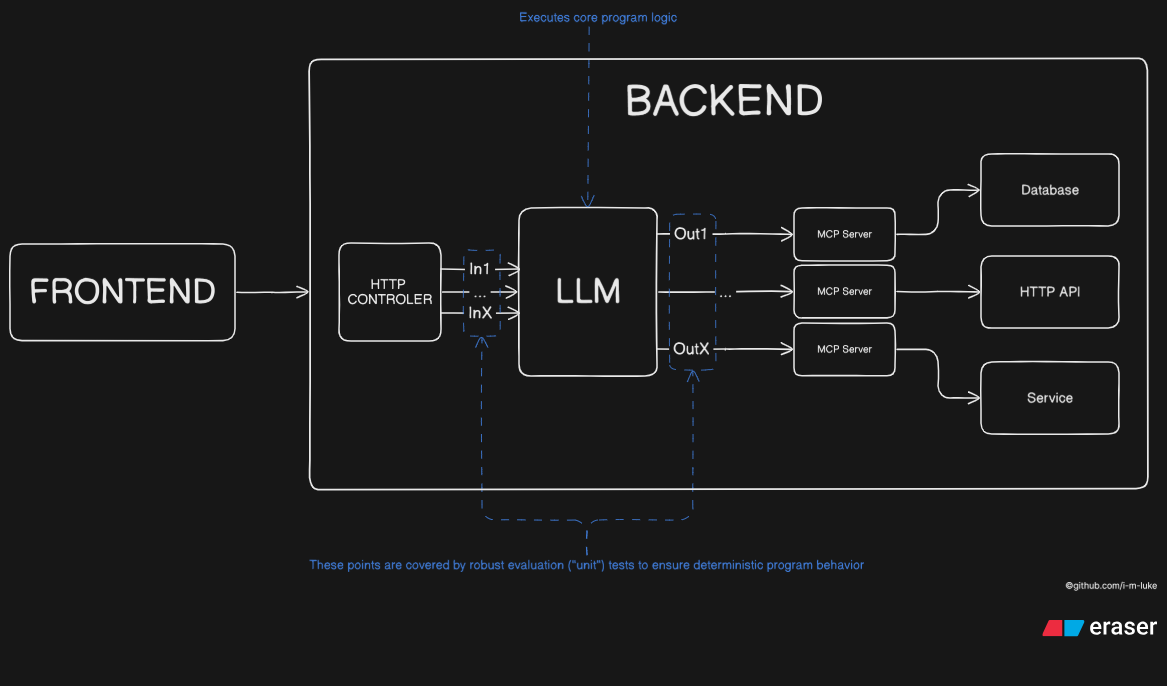 Executes core program logic
BACKEND
FRONTEND
HTTP
CONTROLER
In1
...
InX
LLM
Out1
...
OutX
MCP Server
MCP Server
MCP Server
Database
HTTP API
Service
These points are covered by robust evaluation ("unit") tests to ensure deterministic program behavior
©github.com/i-m-luke
eraser